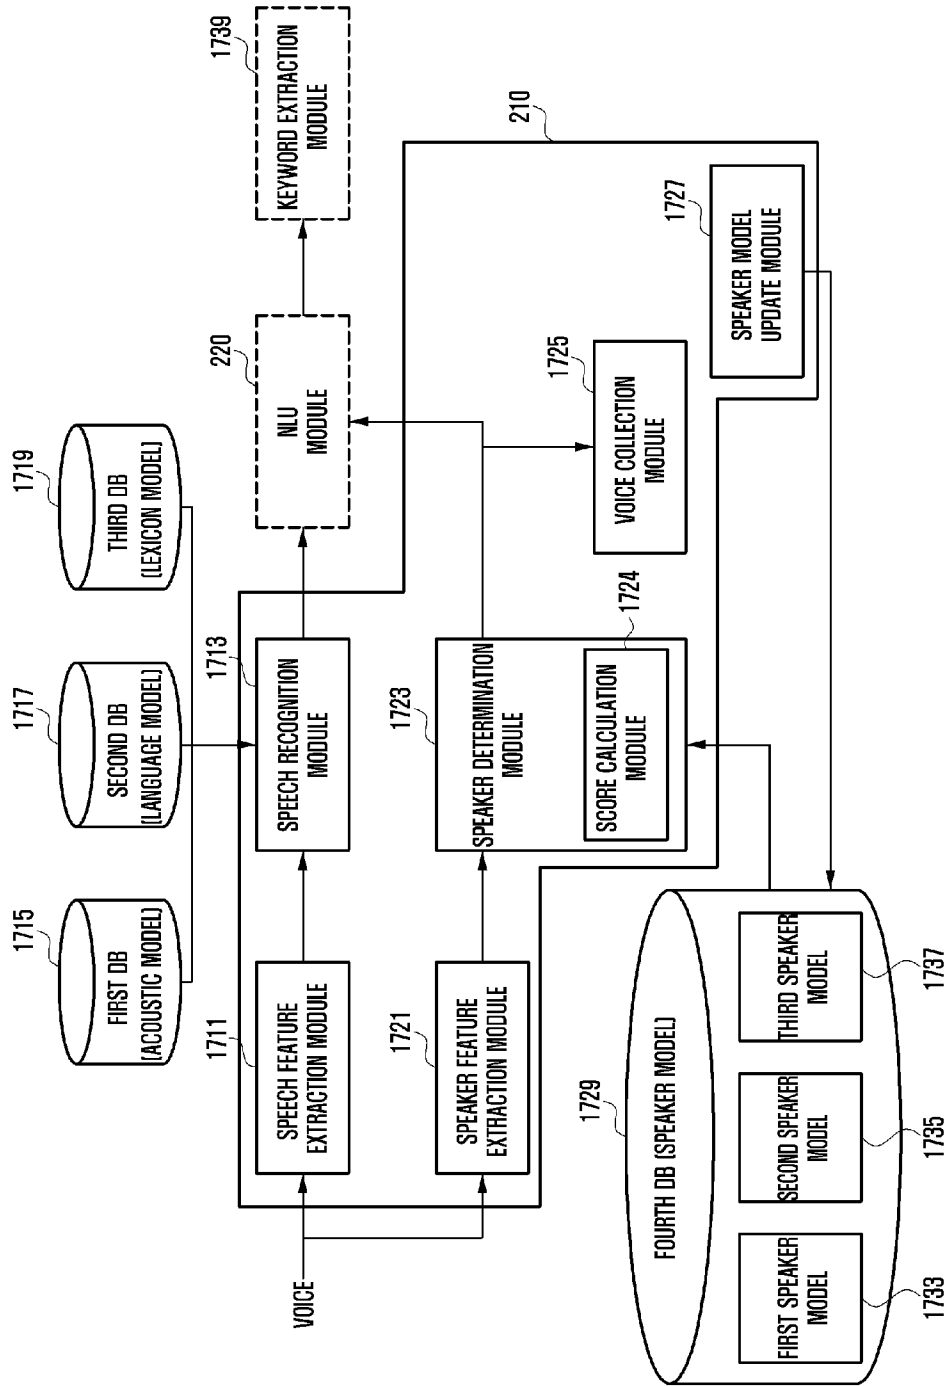 1715
FIRST DB
(ACOUSTIC MODEL)
1717
SECOND DB
(LANGUAGE MODEL)
1719
THIRD DB
(LEXICON MODEL)
1711
SPEECH FEATURE
EXTRACTION MODULE
1713
SPEECH RECOGNITION
MODULE
220
NLU
MODULE
1739
KEYWORD EXTRACTION
MODULE
VOICE
1721
SPEAKER FEATURE
EXTRACTION MODULE
1723
SPEAKER DETERMINATION
MODULE
1724
SCORE CALCULATION
MODULE
1725
VOICE COLLECTION
MODULE
210
1727
SPEAKER MODEL
UPDATE MODULE
1729
FOURTH DB (SPEAKER MODEL)
FIRST SPEAKER
MODEL
1733
SECOND SPEAKER
MODEL
1735
THIRD SPEAKER
MODEL
1737